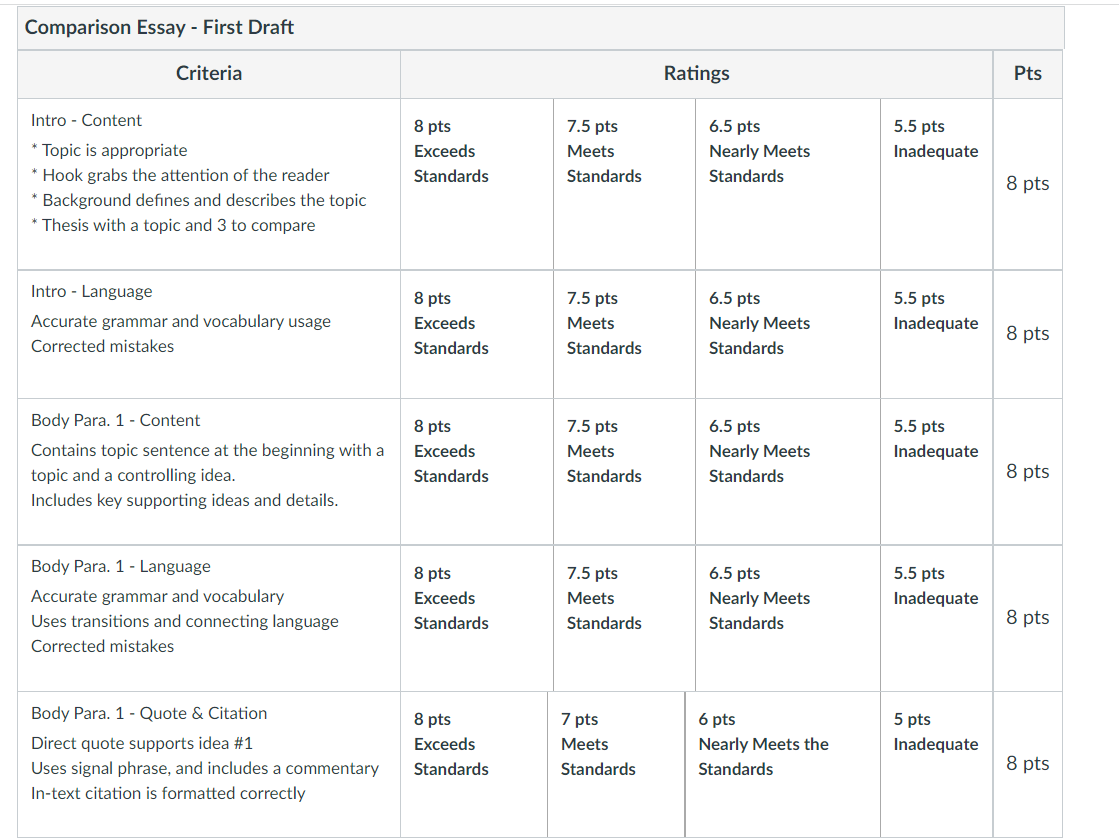 Comparison Essay - First Draft
Criteria
Ratings
Pts
Intro - Content
* Topic is appropriate
* Hook grabs the attention of the reader
* Background defines and describes the topic
* Thesis with a topic and 3 to compare
8 pts
Exceeds
Standards
7.5 pts
Meets
Standards
6.5 pts
Nearly Meets
Standards
5.5 pts
Inadequate
8 pts
Intro - Language
Accurate grammar and vocabulary usage
Corrected mistakes
8 pts
Exceeds
Standards
7.5 pts
Meets
Standards
6.5 pts
Nearly Meets
Standards
5.5 pts
Inadequate
8 pts
Body Para. 1 - Content
Contains topic sentence at the beginning with a
topic and a controlling idea.
Includes key supporting ideas and details.
8 pts
Exceeds
Standards
7.5 pts
Meets
Standards
6.5 pts
Nearly Meets
Standards
5.5 pts
Inadequate
8 pts
Body Para. 1 - Language
Accurate grammar and vocabulary
Uses transitions and connecting language
Corrected mistakes
8 pts
Exceeds
Standards
7.5 pts
Meets
Standards
6.5 pts
Nearly Meets
Standards
5.5 pts
Inadequate
8 pts
Body Para. 1 - Quote & Citation
Direct quote supports idea #1
Uses signal phrase, and includes a commentary
In-text citation is formatted correctly
8 pts
Exceeds
Standards
7 pts
Meets
Standards
6 pts
Nearly Meets the
Standards
5 pts
Inadequate
8 pts